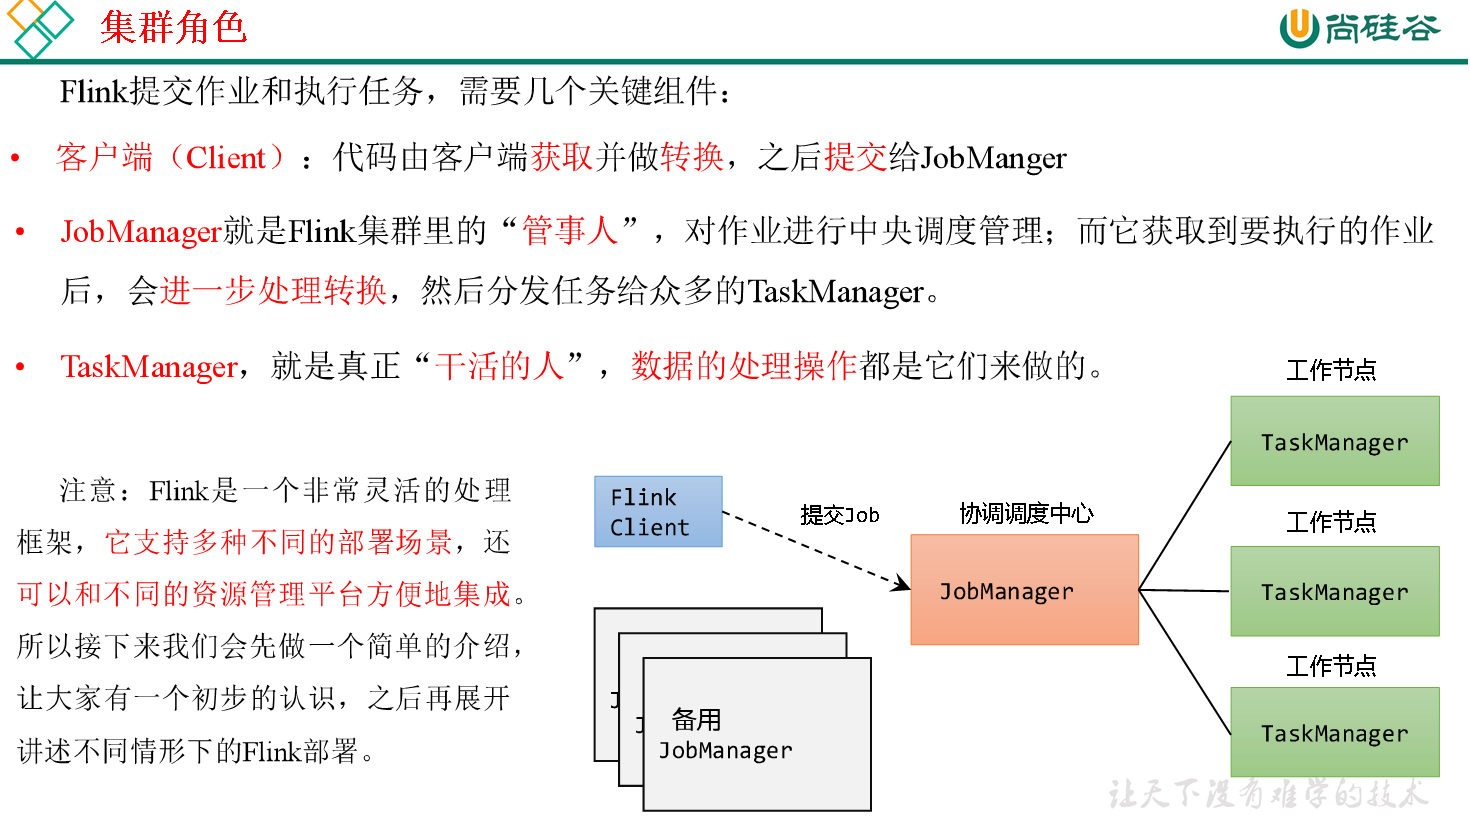 集群角色
尚硅谷
Flink提交作业和执行任务，需要几个关键组件：
• 客户端（Client）：代码由客户端获取并做转换，之后提交给JobManger
• JobManager就是Flink集群里的“管事人”，对作业进行中央调度管理；而它获取到要执行的作业
后，会进一步处理转换，然后分发任务给众多的TaskManager。
• TaskManager，就是真正“干活的人”，数据的处理操作都是它们来做的。
注意：Flink是一个非常灵活的处理
框架，它支持多种不同的部署场景，还
可以和不同的资源管理平台方便地集成。
所以接下来我们会先做一个简单的介绍，
让大家有一个初步的认识，之后再展开
讲述不同情形下的Flink部署。
Flink
Client
提交Job
协调调度中心
JobManager
备用
JobManager
工作节点
TaskManager
工作节点
TaskManager
工作节点
TaskManager
让天下没有难学的技术